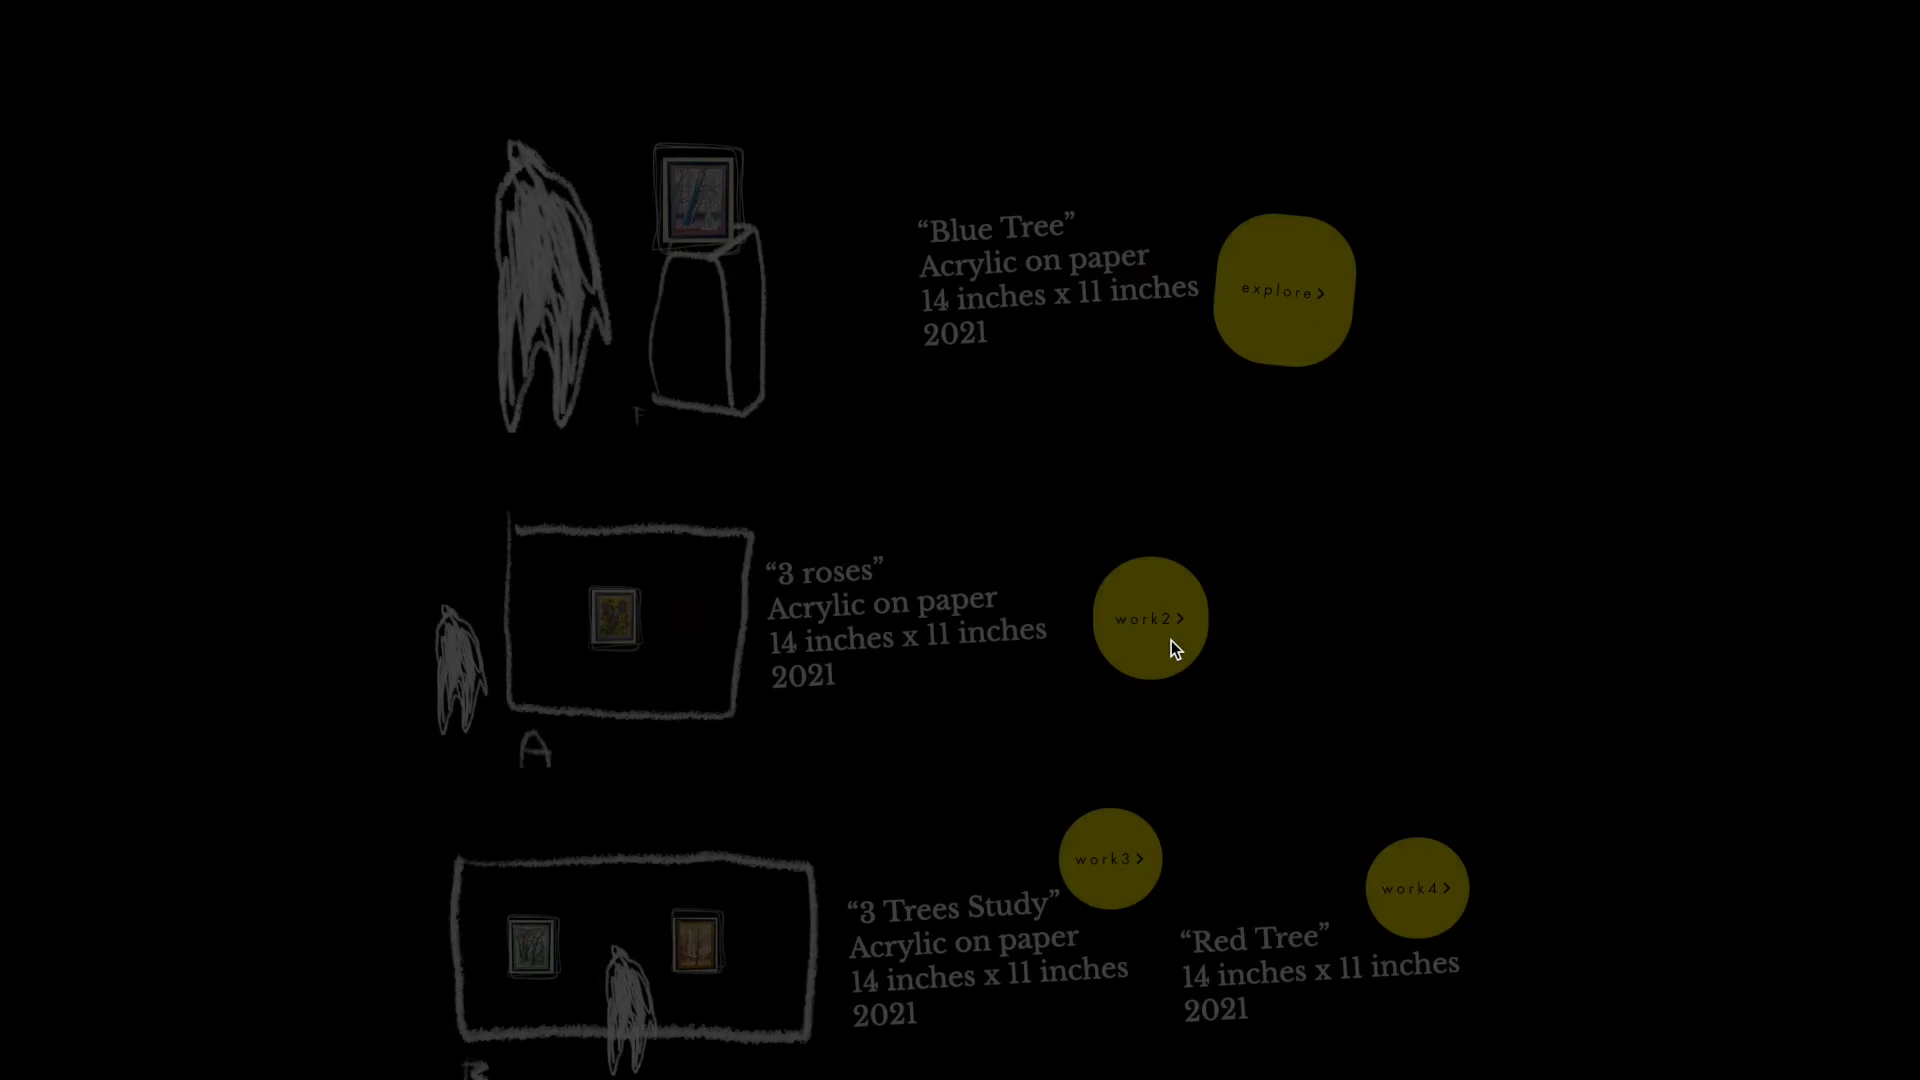 “Blue Tree”
Acrylic on paper
14 inches x 11 inches
2021
explore
F
“3 roses”
Acrylic on paper
14 inches x 11 inches
2021
work2
A
work3
work4
“3 Trees Study”
Acrylic on paper
14 inches x 11 inches
2021
“Red Tree”
14 inches x 11 inches
2021